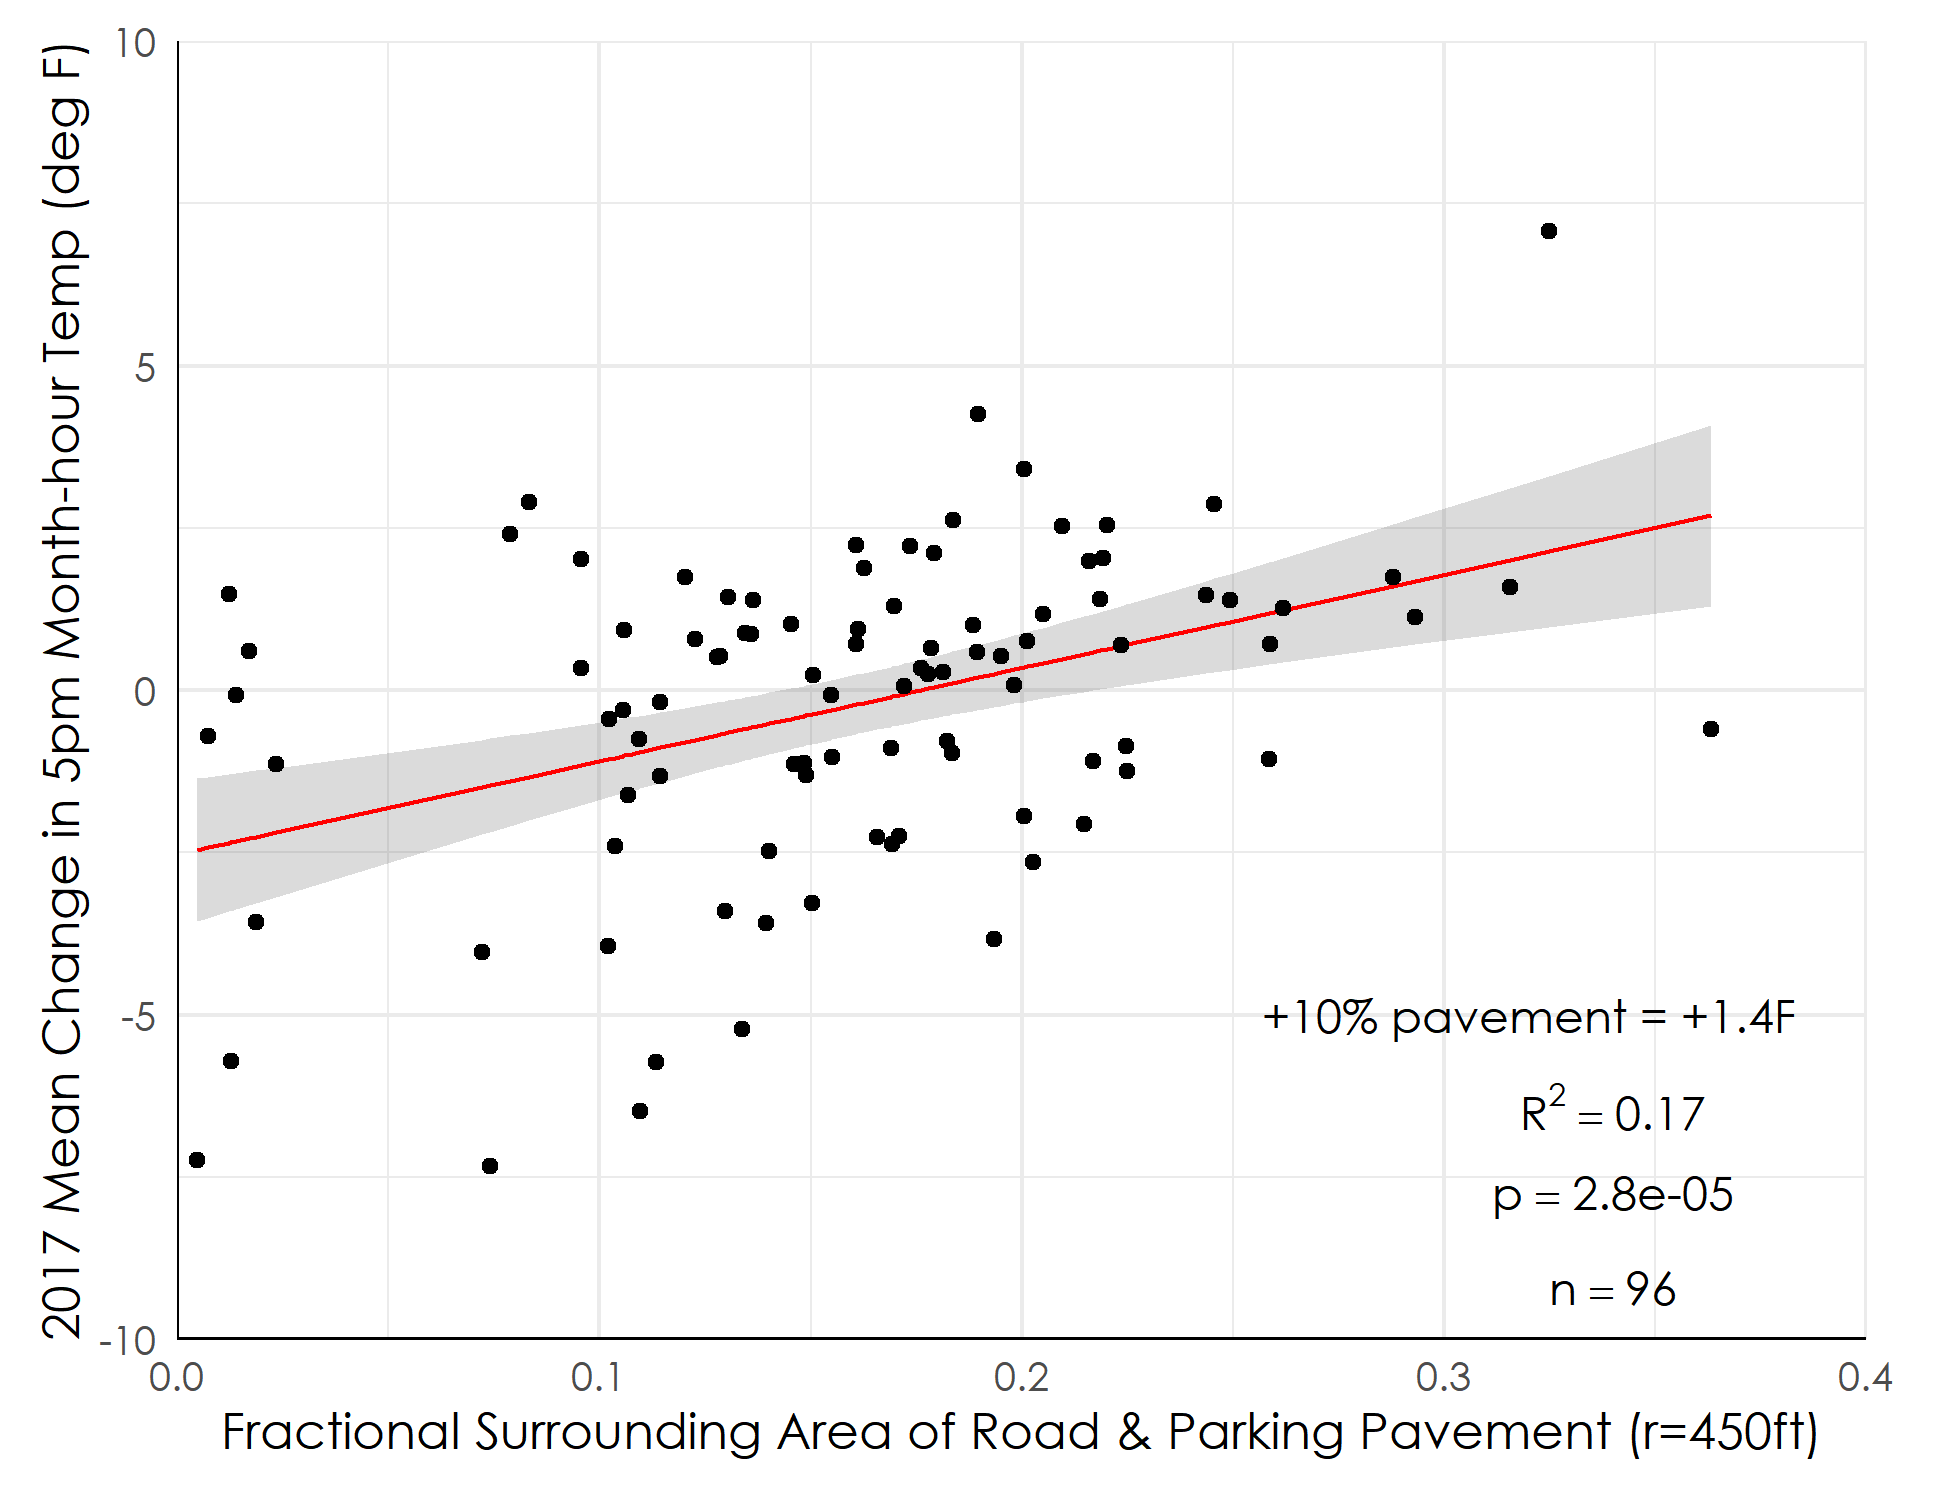 2017 Mean Change in 5pm Month-hour Temp (deg F)
10
5
0
-5
-10
+10% pavement = +1.4F
R² = 0.17
p = 2.8e-05
n = 96
0.0 0.1 0.2 0.3 0.4
Fractional Surrounding Area of Road & Parking Pavement (r=450ft)